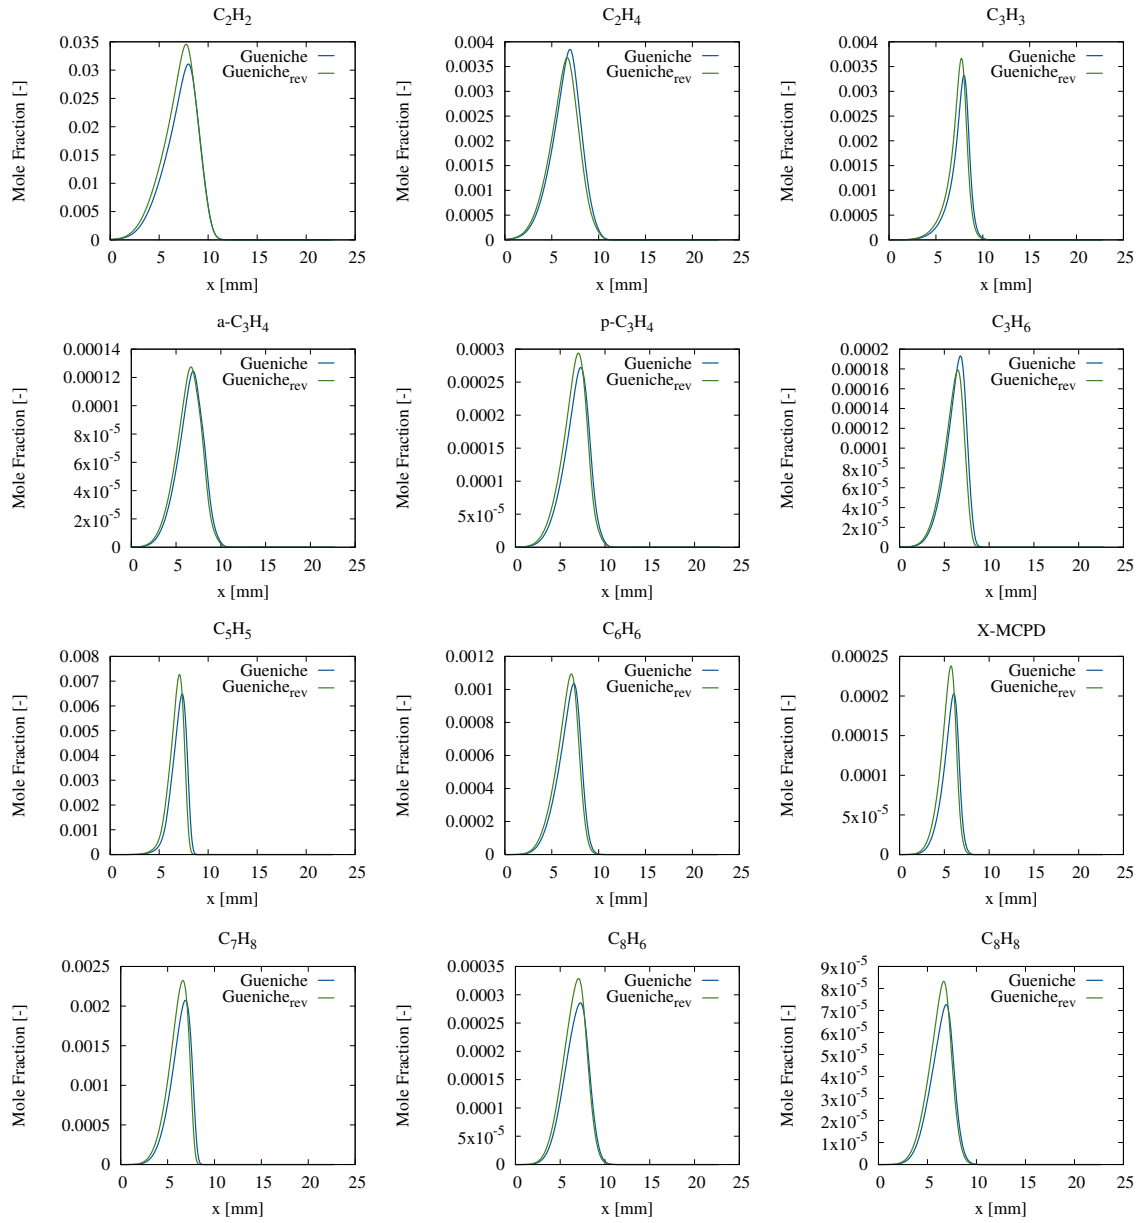 C2H2
Mole Fraction [-]
0.035
0.03
0.025
0.02
0.015
0.01
0.005
0
0 5 10 15 20 25
x [mm]
Gueniche
Gueniche_rev
C2H4
Mole Fraction [-]
0.004
0.0035
0.003
0.0025
0.002
0.0015
0.001
0.0005
0
0 5 10 15 20 25
x [mm]
Gueniche
Gueniche_rev
C3H3
Mole Fraction [-]
0.004
0.0035
0.003
0.0025
0.002
0.0015
0.001
0.0005
0
0 5 10 15 20 25
x [mm]
Gueniche
Gueniche_rev
a-C3H4
Mole Fraction [-]
0.00014
0.00012
0.0001
8x10-5
6x10-5
4x10-5
2x10-5
0
0 5 10 15 20 25
x [mm]
Gueniche
Gueniche_rev
p-C3H4
Mole Fraction [-]
0.0003
0.00025
0.0002
0.00015
0.0001
5x10-5
0
0 5 10 15 20 25
x [mm]
Gueniche
Gueniche_rev
C3H6
Mole Fraction [-]
0.0002
0.00018
0.00016
0.00014
0.00012
0.0001
8x10-5
6x10-5
4x10-5
2x10-5
0
0 5 10 15 20 25
x [mm]
Gueniche
Gueniche_rev
C5H5
Mole Fraction [-]
0.008
0.007
0.006
0.005
0.004
0.003
0.002
0.001
0
0 5 10 15 20 25
x [mm]
Gueniche
Gueniche_rev
C6H6
Mole Fraction [-]
0.0012
0.001
0.0008
0.0006
0.0004
0.0002
0
0 5 10 15 20 25
x [mm]
Gueniche
Gueniche_rev
X-MCPD
Mole Fraction [-]
0.00025
0.0002
0.00015
0.0001
5x10-5
0
0 5 10 15 20 25
x [mm]
Gueniche
Gueniche_rev
C7H8
Mole Fraction [-]
0.0025
0.002
0.0015
0.001
0.0005
0
0 5 10 15 20 25
x [mm]
Gueniche
Gueniche_rev
C8H6
Mole Fraction [-]
0.00035
0.0003
0.00025
0.0002
0.00015
0.0001
5x10-5
0
0 5 10 15 20 25
x [mm]
Gueniche
Gueniche_rev
C8H8
Mole Fraction [-]
9x10-5
8x10-5
7x10-5
6x10-5
5x10-5
4x10-5
3x10-5
2x10-5
1x10-5
0
0 5 10 15 20 25
x [mm]
Gueniche
Gueniche_rev